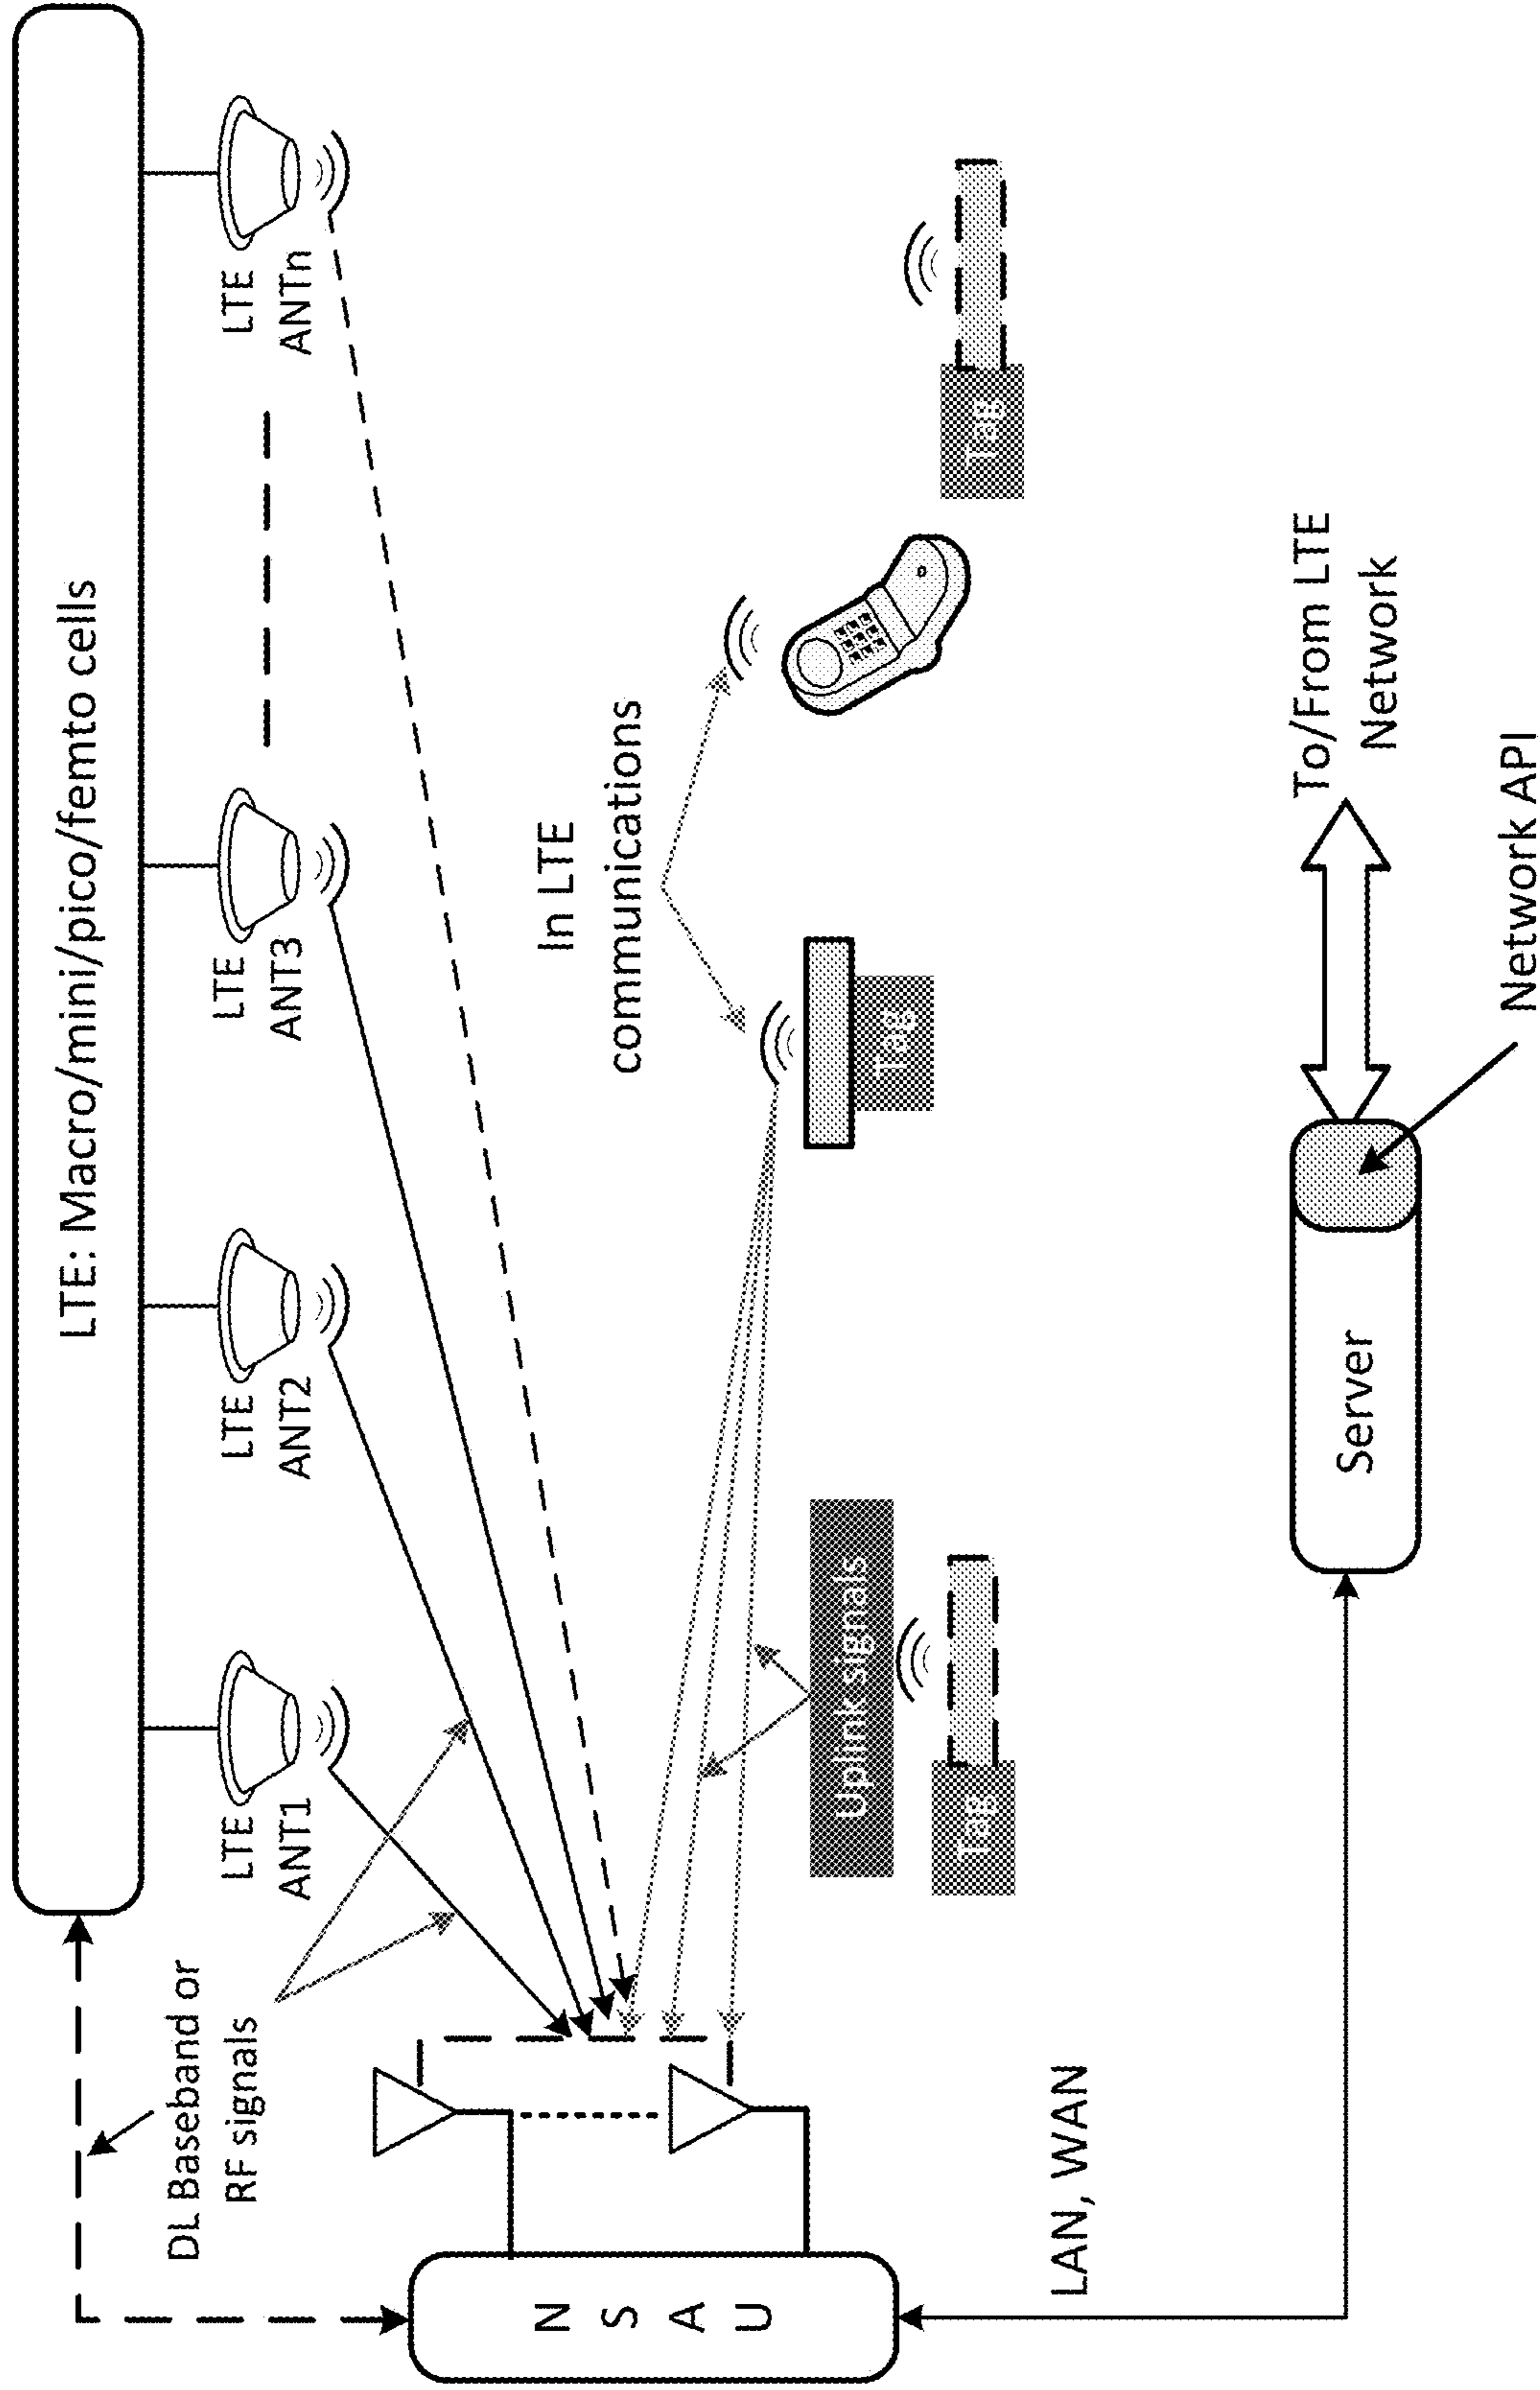 LTE: Macro/mini/pico/femto cells
DL Baseband or
RF signals
LTE
ANT1
LTE
ANT2
LTE
ANT3
LTE
ANTn
In LTE
communications
N
S
A
U
Uplink signals
Tag
Tag
Tag
LAN, WAN
Server
To/From LTE
Network
Network API